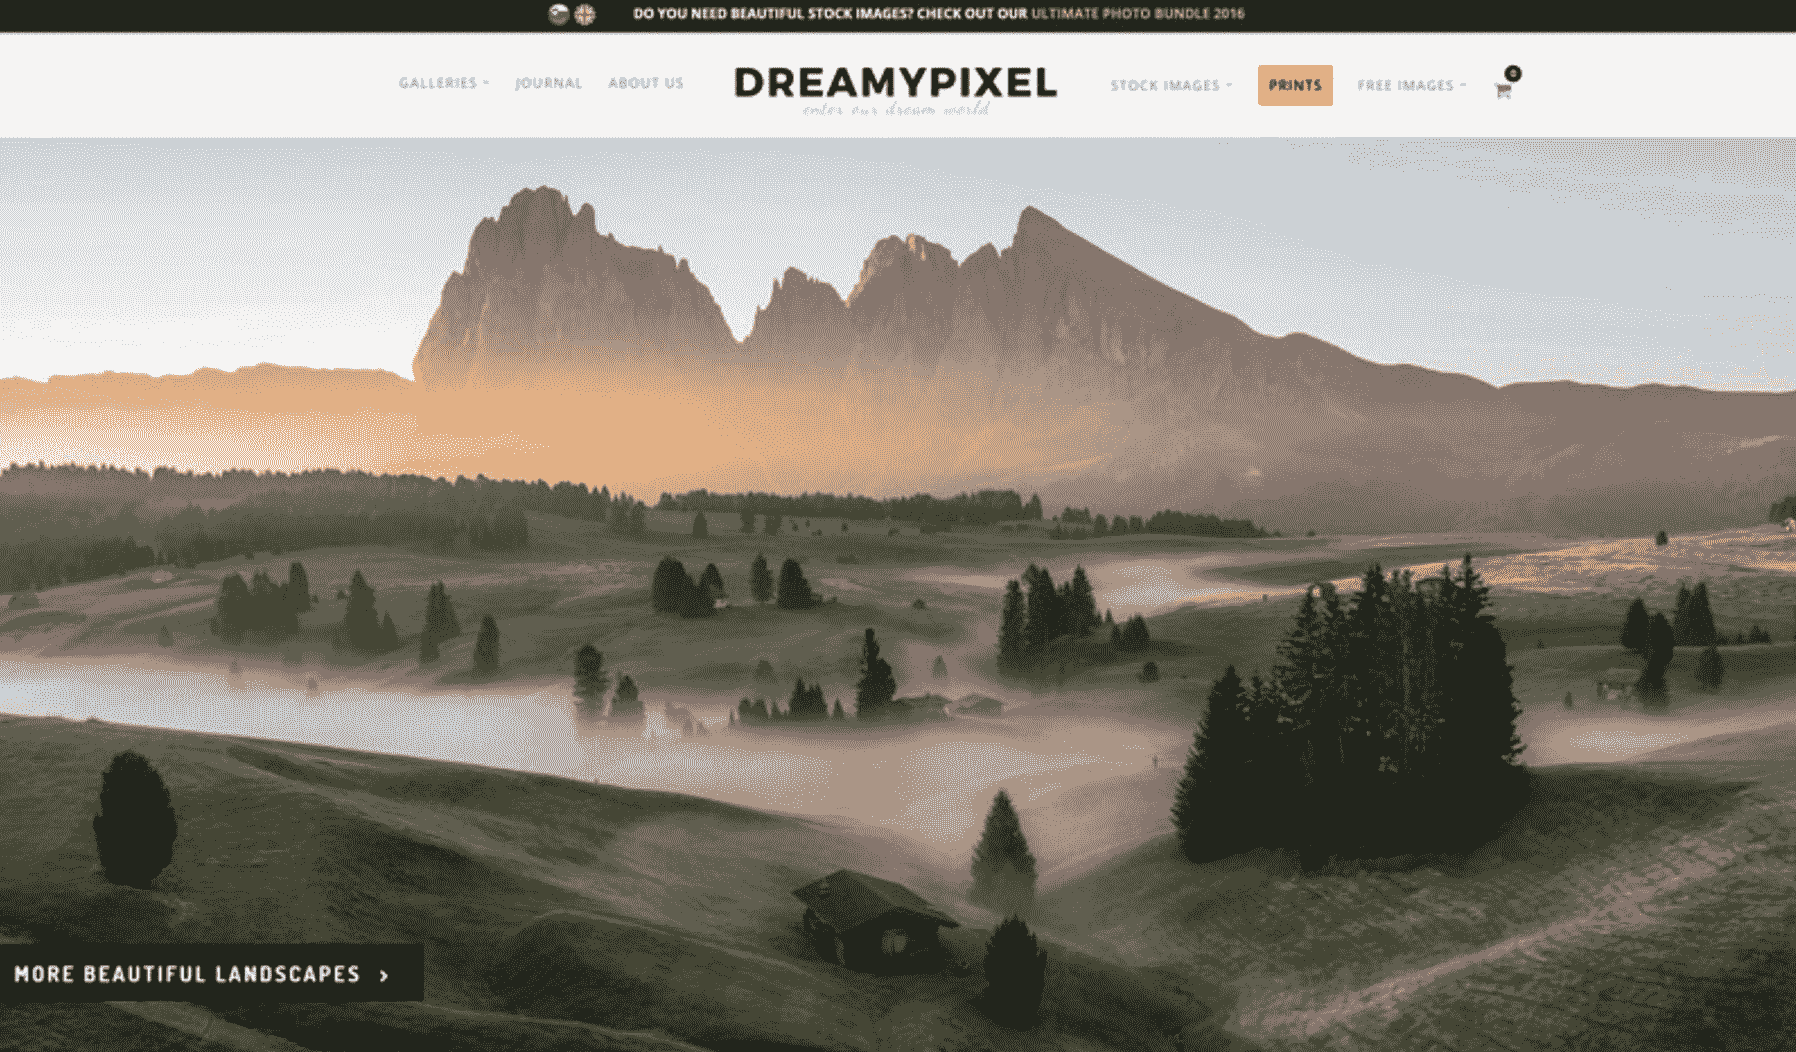 DO YOU NEED BEAUTIFUL STOCK IMAGES? CHECK OUT OUR ULTIMATE PHOTO BUNDLE 2016
GALLERIES JOURNAL ABOUT US DREAMYPIXEL STOCK IMAGES PRINTS FREE IMAGES
enter our dream world
MORE BEAUTIFUL LANDSCAPES ›